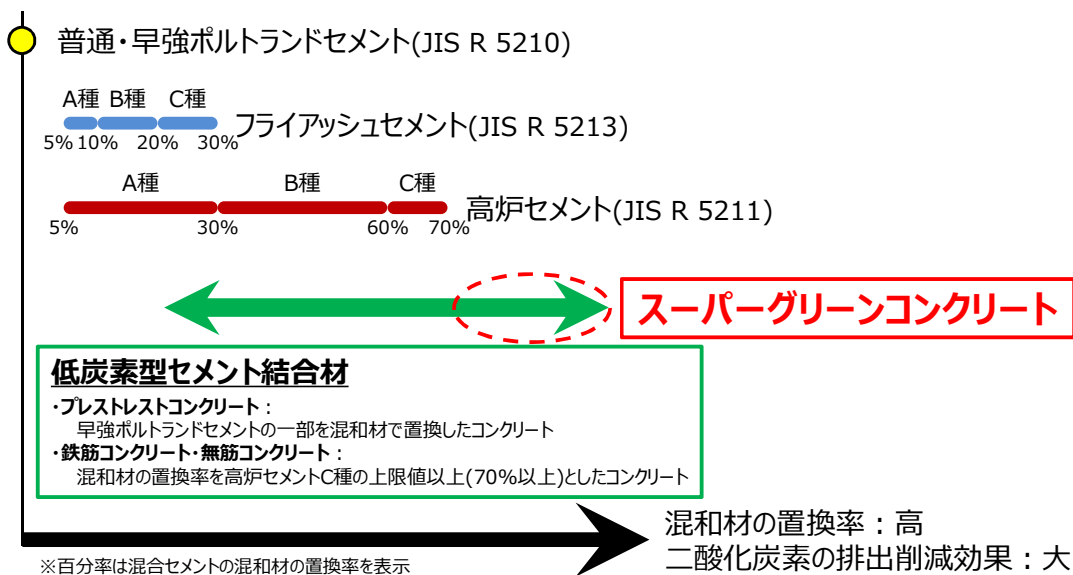 普通・早強ポルトランドセメント(JIS R 5210)
A種 B種 C種
フライアッシュセメント(JIS R 5213)
5% 10% 20% 30%
A種 B種 C種
高炉セメント(JIS R 5211)
5% 30% 60% 70%
スーパーグリーンコンクリート
低炭素型セメント結合材
・プレストレストコンクリート：
早強ポルトランドセメントの一部を混和材で置換したコンクリート
・鉄筋コンクリート・無筋コンクリート：
混和材の置換率を高炉セメントC種の上限値以上(70%以上)としたコンクリート
混和材の置換率：高
二酸化炭素の排出削減効果：大
※百分率は混合セメントの混和材の置換率を表示